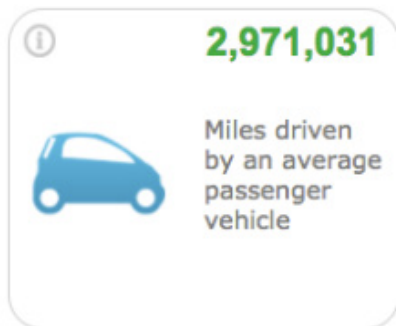 2,971,031
Miles driven
by an average
passenger
vehicle